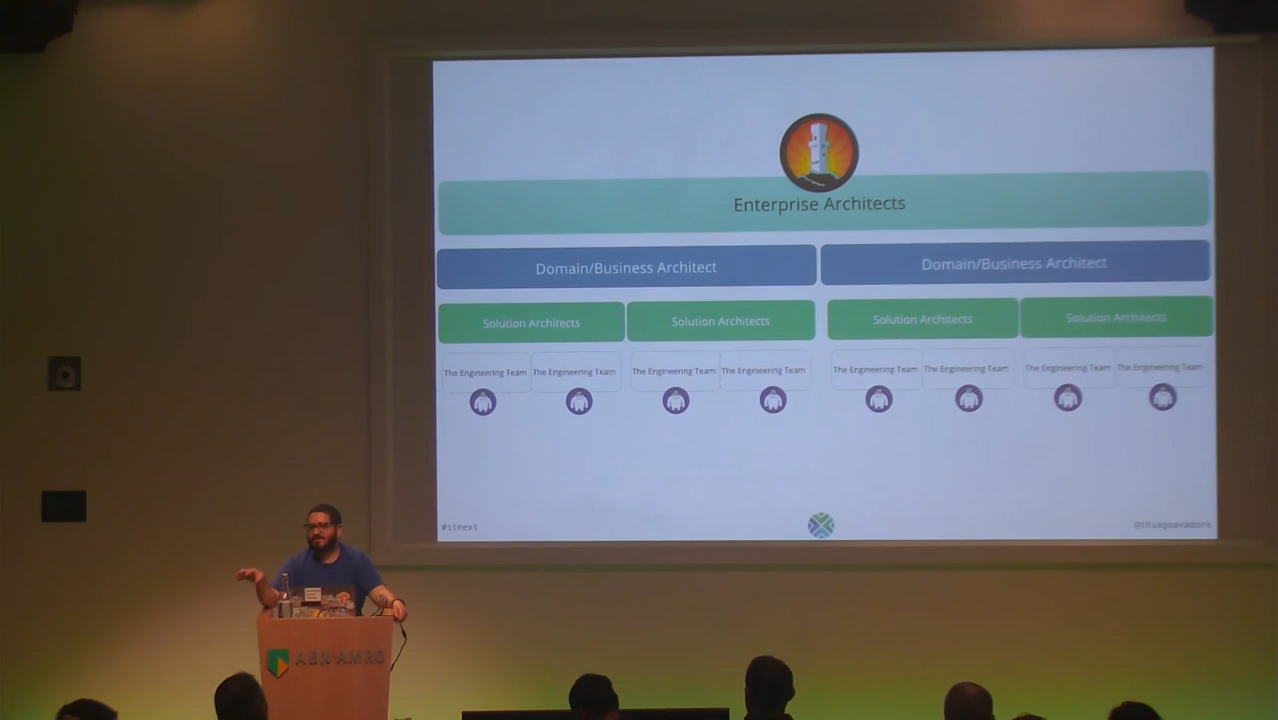 Enterprise Architects
Domain/Business Architect Domain/Business Architect
Solution Architects Solution Architects Solution Architects Solution Architects
The Engineering Team The Engineering Team The Engineering Team The Engineering Team The Engineering Team The Engineering Team The Engineering Team The Engineering Team
#itnext @thiagoavadore
ABN·AMRO